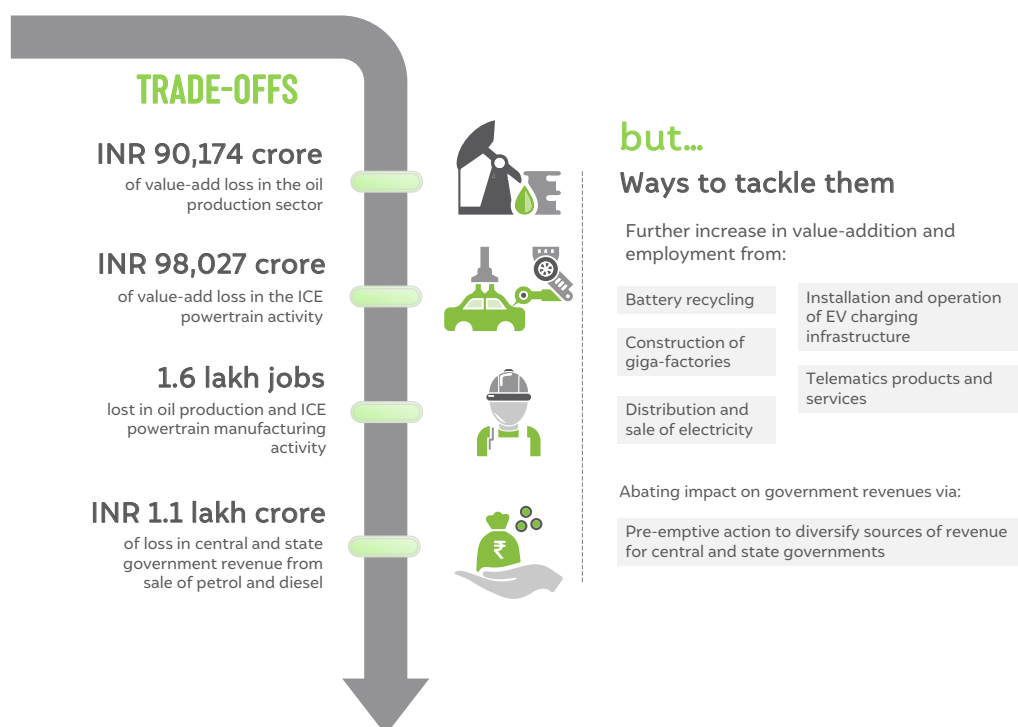 TRADE-OFFS
INR 90,174 crore
of value-add loss in the oil
production sector
INR 98,027 crore
of value-add loss in the ICE
powertrain activity
1.6 lakh jobs
lost in oil production and ICE
powertrain manufacturing
activity
INR 1.1 lakh crore
of loss in central and state
government revenue from
sale of petrol and diesel
₹
but...
Ways to tackle them
Further increase in value-addition and
employment from:
Battery recycling
Construction of
giga-factories
Distribution and
sale of electricity
Installation and operation
of EV charging
infrastructure
Telematics products and
services
Abating impact on government revenues via:
Pre-emptive action to diversify sources of revenue
for central and state governments